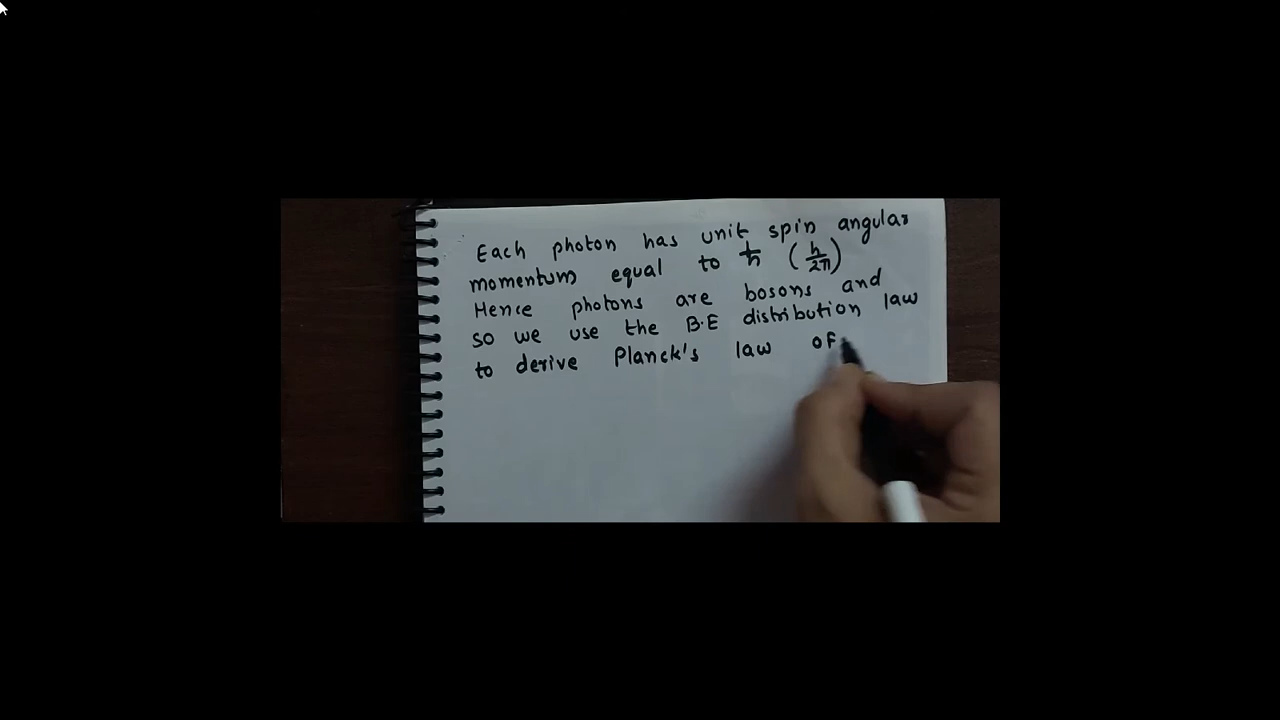 Each photon has unit spin angular
momentum equal to ħ (h/2π)
Hence photons are bosons and
so we use the B.E distribution law
to derive Planck's law of